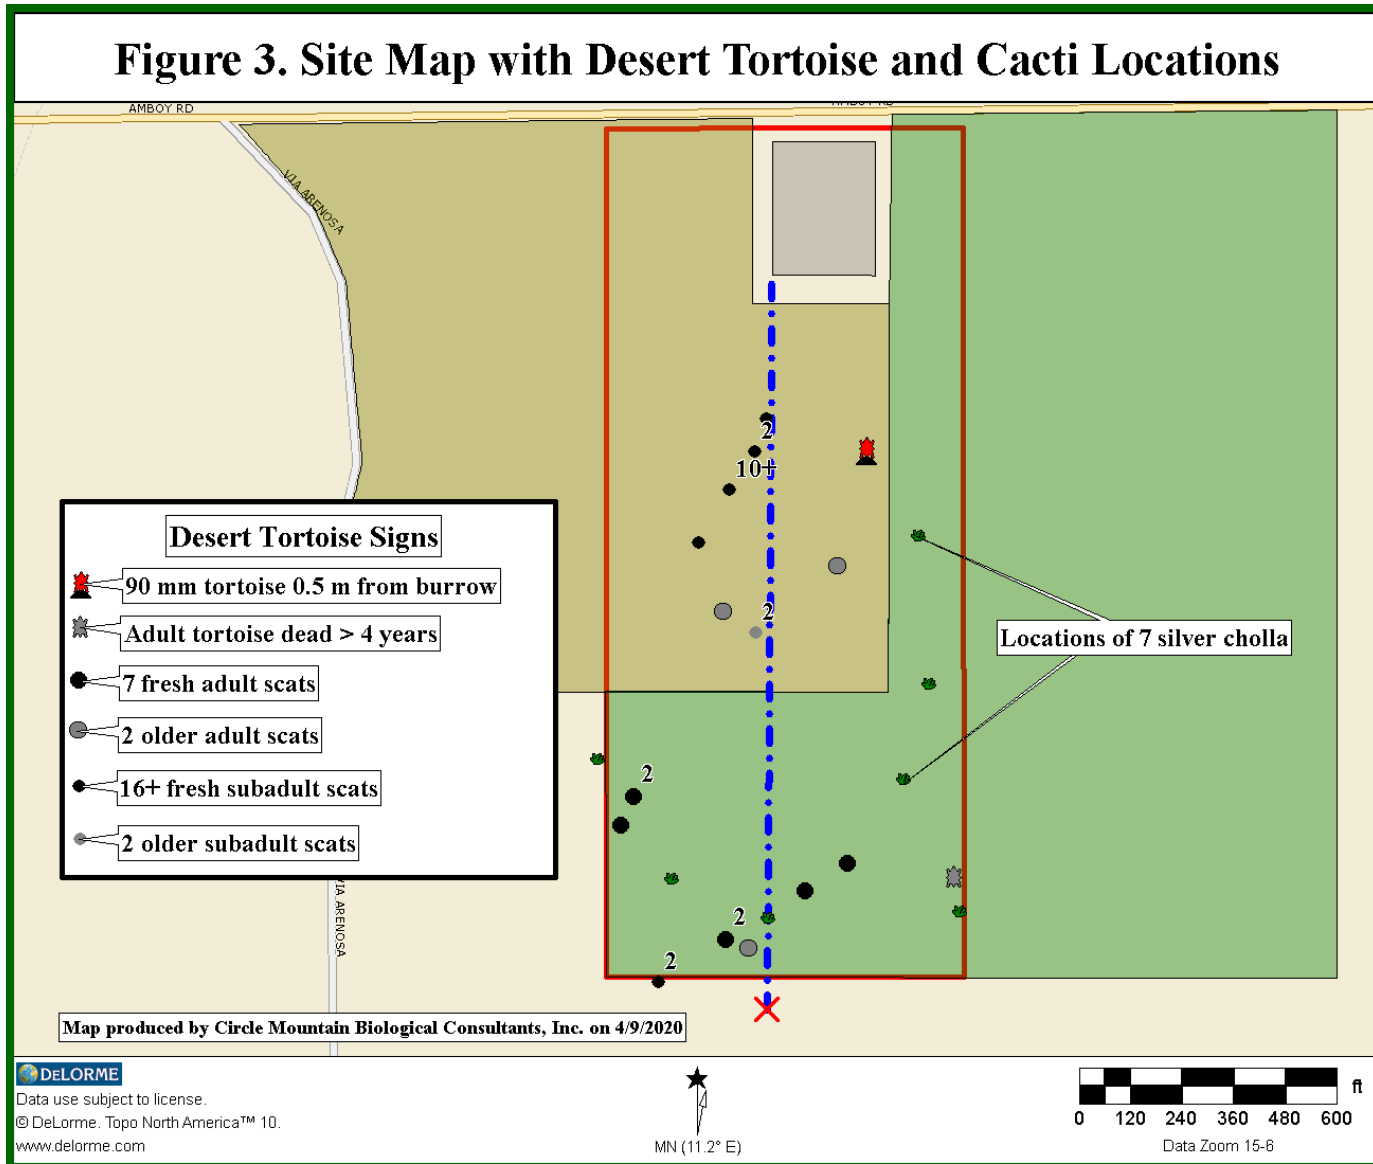 Figure 3. Site Map with Desert Tortoise and Cacti Locations
AMBOY RD
AMBOY RD
VIA ARENOSA
2
10+
2
Desert Tortoise Signs
90 mm tortoise 0.5 m from burrow
Adult tortoise dead > 4 years
7 fresh adult scats
2 older adult scats
16+ fresh subadult scats
2 older subadult scats
Locations of 7 silver cholla
2
2
2
VIA ARENOSA
Map produced by Circle Mountain Biological Consultants, Inc. on 4/9/2020
DELORME
Data use subject to license.
© DeLorme. Topo North America™ 10.
www.delorme.com
MN (11.2° E)
ft
0 120 240 360 480 600
Data Zoom 15-6